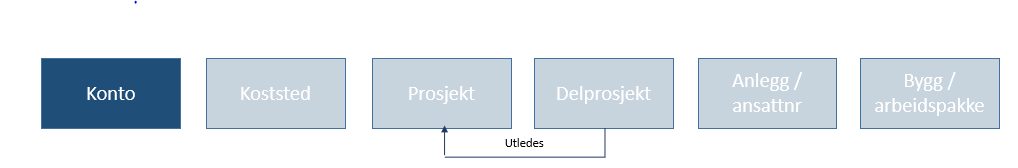 Konto
Koststed
Prosjekt
Delprosjekt
Anlegg /
ansattnr
Bygg /
arbeidspakke
Utledes